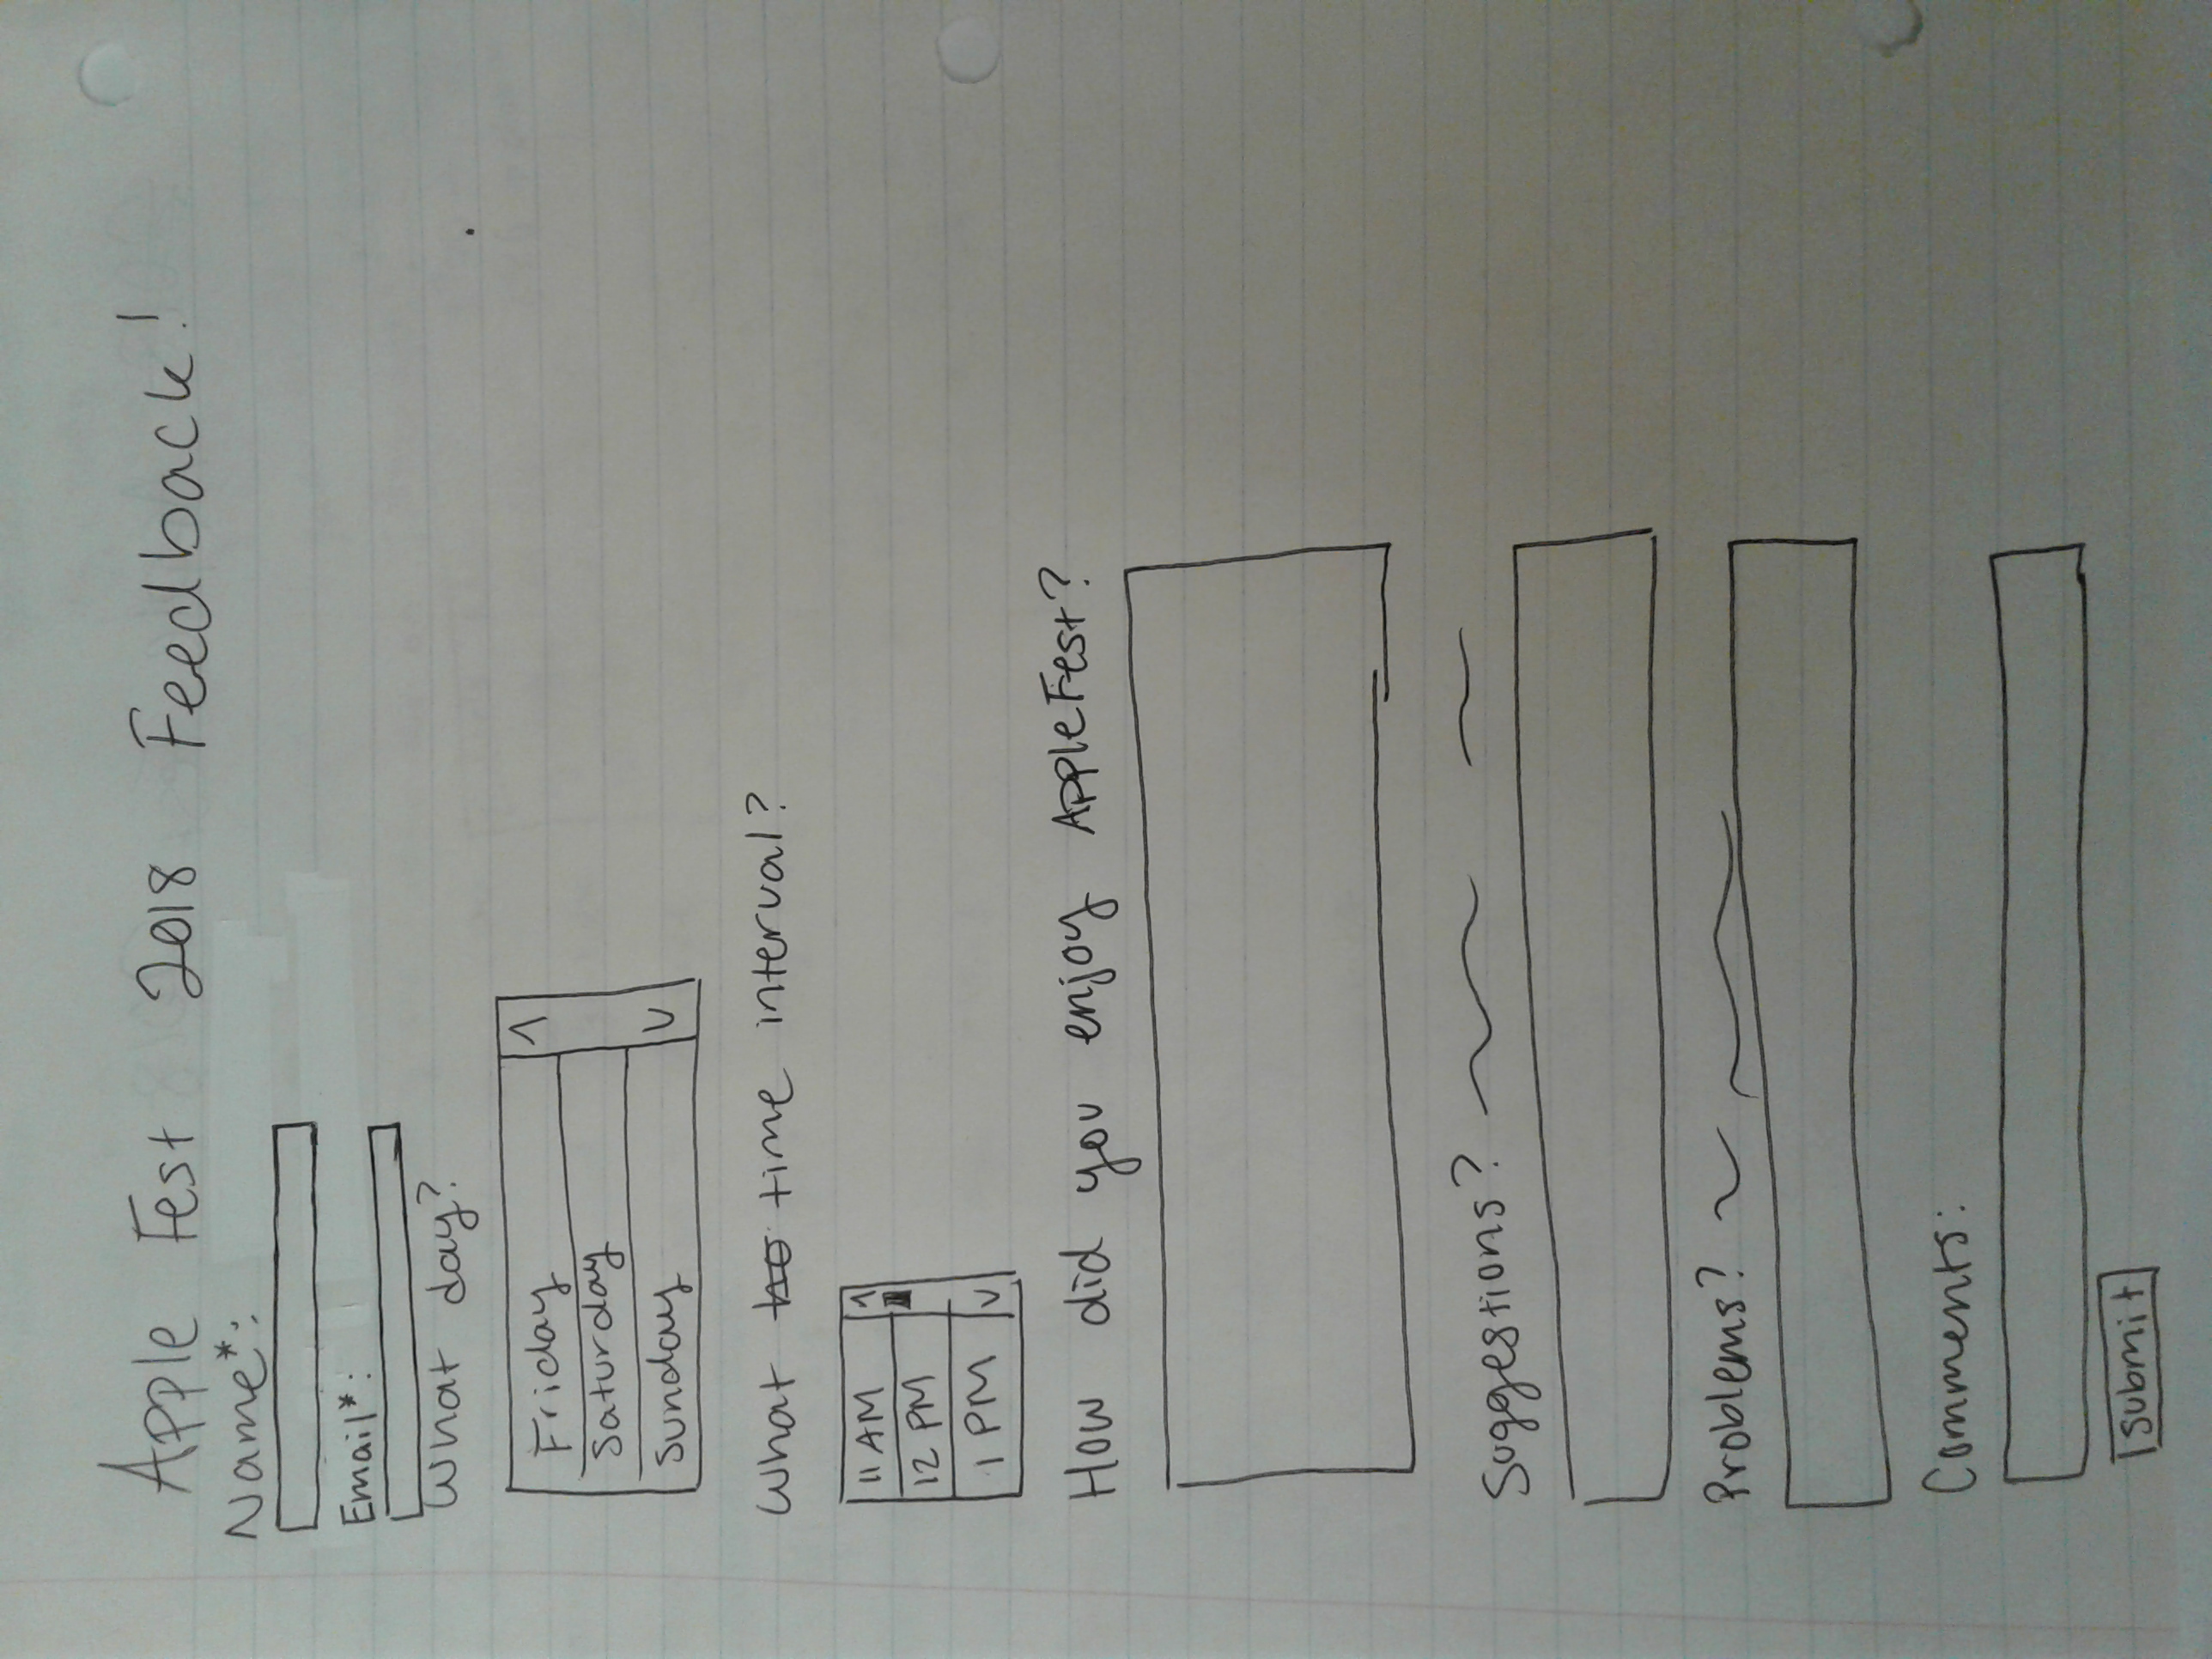 Apple Fest 2018 Feedback!
Name*:
Email*:
What day?
Friday
Saturday
Sunday
What ho time interval?
11 AM
12 PM
1 PM
How did you enjoy AppleFest?
Suggestions?
Problems?
Comments:
submit